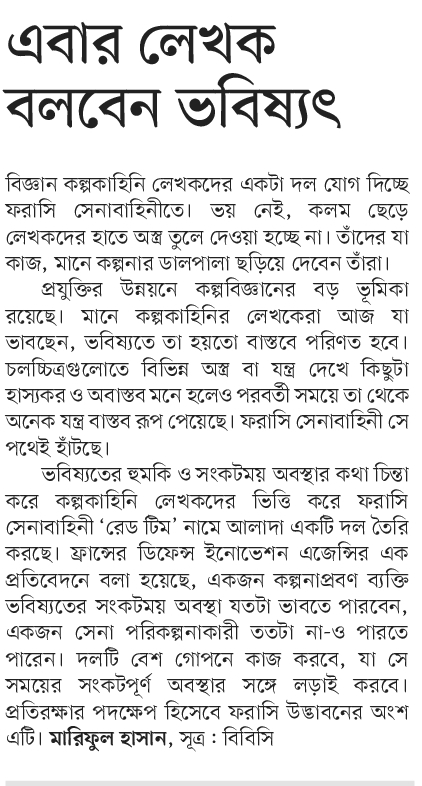 এবার লেখক
বলবেন ভবিষ্যৎ
বিজ্ঞান কল্পকাহিনি লেখকদের একটা দল যোগ দিচ্ছে
ফরাসি সেনাবাহিনীতে। ভয় নেই, কলম ছেড়ে
লেখকদের হাতে অস্ত্র তুলে দেওয়া হচ্ছে না। তাঁদের যা
কাজ, মানে কল্পনার ডালপালা ছড়িয়ে দেবেন তাঁরা।
প্রযুক্তির উন্নয়নে কল্পবিজ্ঞানের বড় ভূমিকা
রয়েছে। মানে কল্পকাহিনির লেখকেরা আজ যা
ভাবছেন, ভবিষ্যতে তা হয়তো বাস্তবে পরিণত হবে।
চলচ্চিত্রগুলোতে বিভিন্ন অস্ত্র বা যন্ত্র দেখে কিছুটা
হাস্যকর ও অবাস্তব মনে হলেও পরবর্তী সময়ে তা থেকে
অনেক যন্ত্র বাস্তব রূপ পেয়েছে। ফরাসি সেনাবাহিনী সে
পথেই হাঁটছে।
ভবিষ্যতের হুমকি ও সংকটময় অবস্থার কথা চিন্তা
করে কল্পকাহিনি লেখকদের ভিত্তি করে ফরাসি
সেনাবাহিনী ‘রেড টিম’ নামে আলাদা একটি দল তৈরি
করছে। ফ্রান্সের ডিফেন্স ইনোভেশন এজেন্সির এক
প্রতিবেদনে বলা হয়েছে, একজন কল্পনাপ্রবণ ব্যক্তি
ভবিষ্যতের সংকটময় অবস্থা যতটা ভাবতে পারবেন,
একজন সেনা পরিকল্পনাকারী ততটা না-ও পারতে
পারেন। দলটি বেশ গোপনে কাজ করবে, যা সে
সময়ের সংকটপূর্ণ অবস্থার সঙ্গে লড়াই করবে।
প্রতিরক্ষার পদক্ষেপ হিসেবে ফরাসি উদ্ভাবনের অংশ
এটি। মারিফুল হাসান, সূত্র : বিবিসি